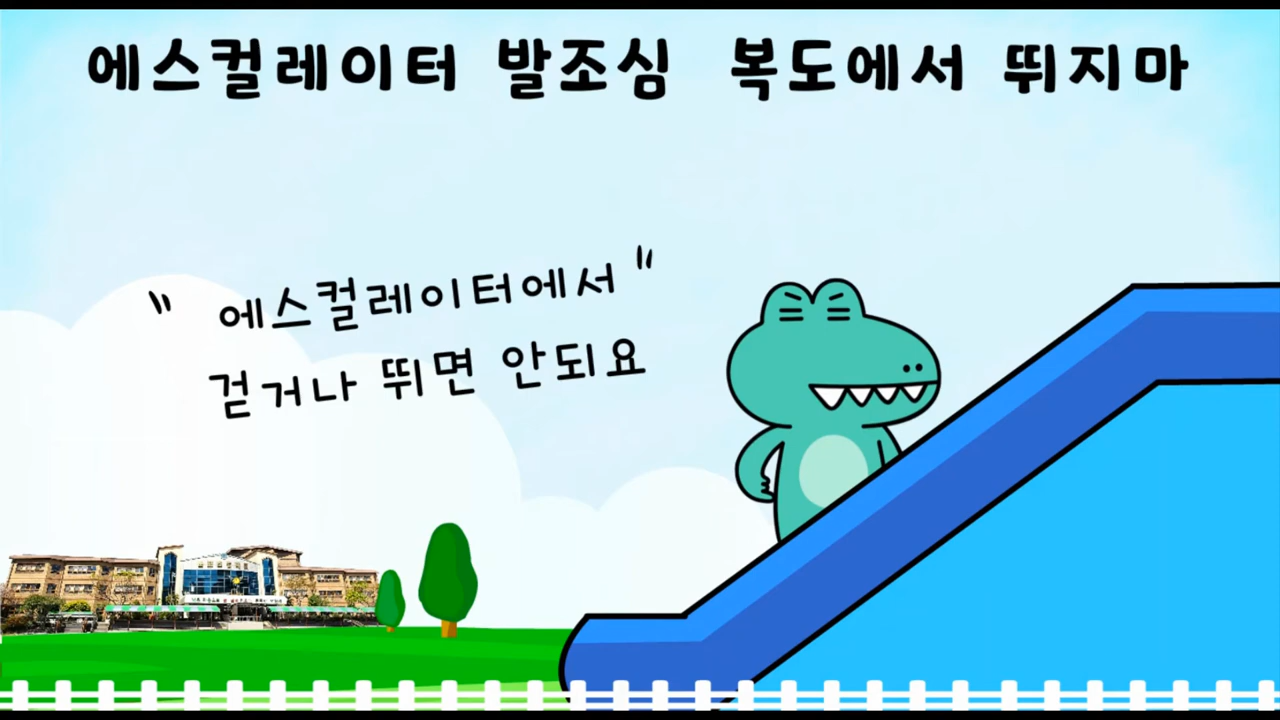 에스컬레이터 발조심 복도에서 뛰지마
" 에스컬레이터에서 "
걷거나 뛰면 안되요